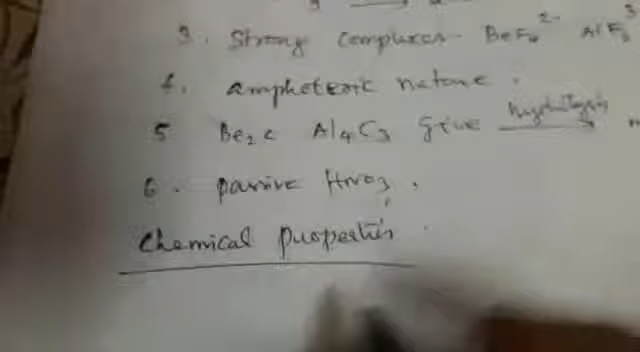 3. Strong complexes - BeF4 2- AlF6 3
4. ampheteric nature.
5 Be2C Al4C3 give hydrolysis
6. passive HNO3.
Chemical properties.